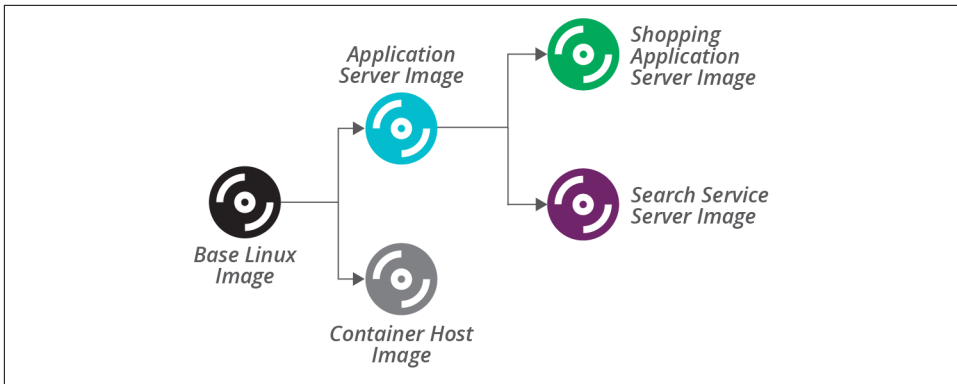 Application
Server Image
Shopping
Application
Server Image
Base Linux
Image
Search Service
Server Image
Container Host
Image